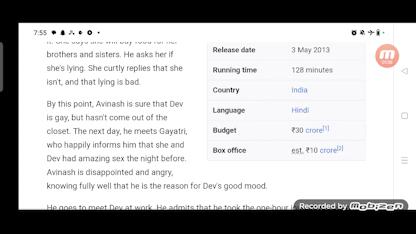 7:55
it. One says she will buy food for her
brothers and sisters. He asks her if
she's lying. She curtly replies that she
isn't, and that lying is bad.
By this point, Avinash is sure that Dev
is gay, but hasn't come out of the
closet. The next day, he meets Gayatri,
who happily informs him that she and
Dev had amazing sex the night before.
Avinash is disappointed and angry,
knowing fully well that he is the reason for Dev's good mood.
He goes to meet Dev at work. He admits that he took the one-hour
Release date 3 May 2013
Running time 128 minutes
Country India
Language Hindi
Budget ₹30 crore[1]
Box office est. ₹10 crore[2]
Recorded by mobizen